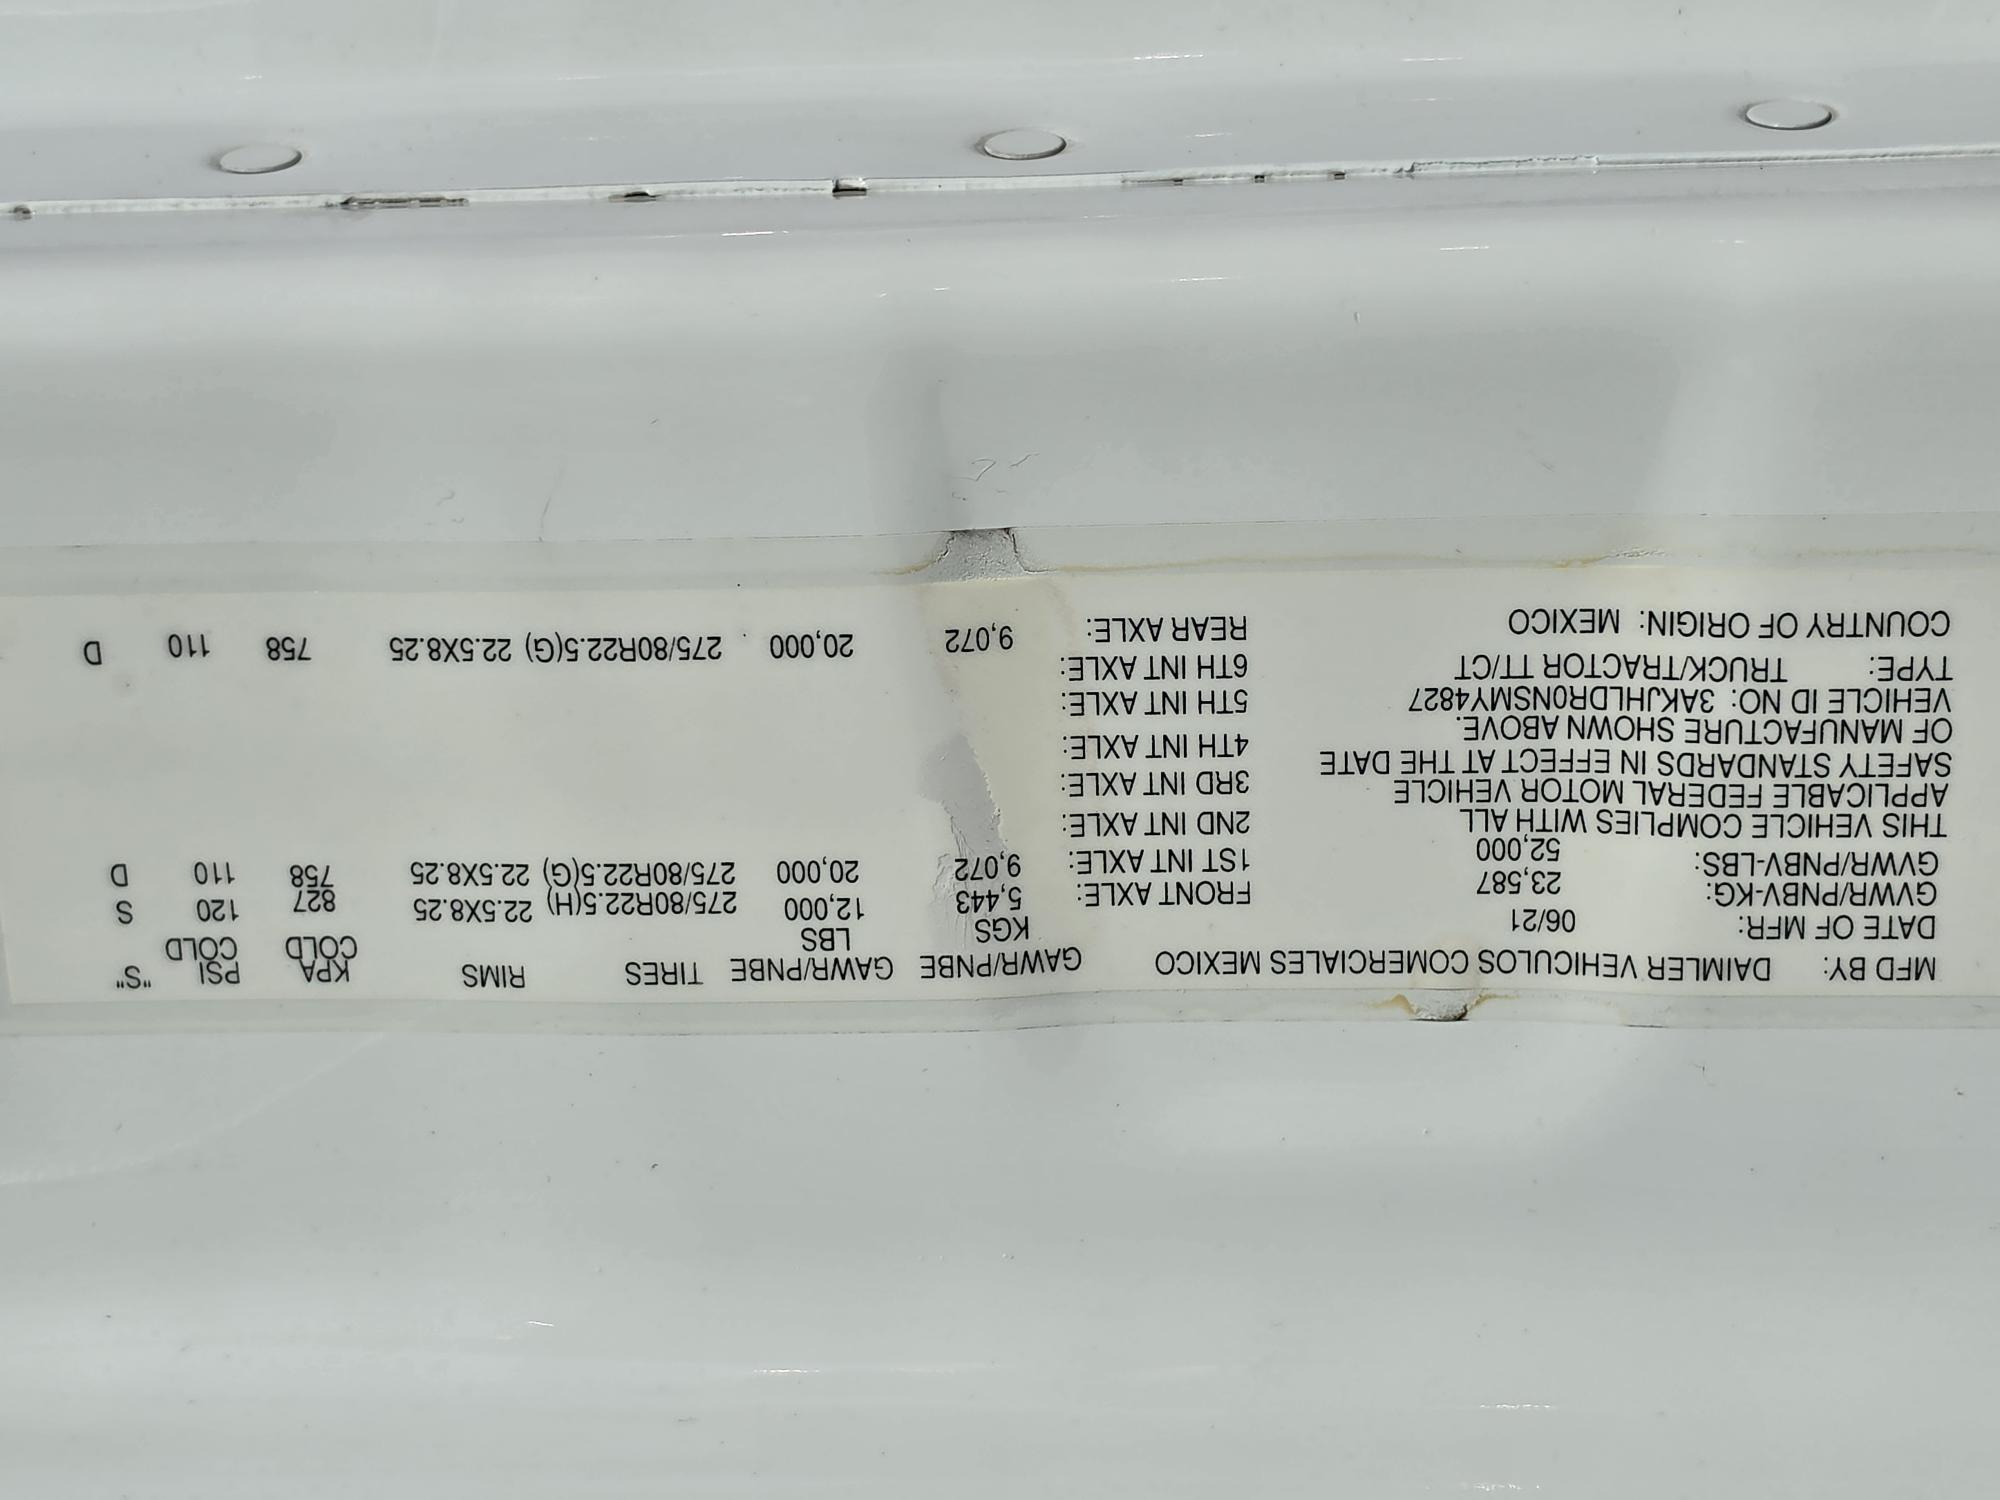 MFD BY: DAIMLER VEHICULOS COMERCIALES MEXICO
DATE OF MFR: 06/21
GVWR/PNBV-KG: 23,587
GVWR/PNBV-LBS: 52,000
THIS VEHICLE COMPLIES WITH ALL
APPLICABLE FEDERAL MOTOR VEHICLE
SAFETY STANDARDS IN EFFECT AT THE DATE
OF MANUFACTURE SHOWN ABOVE.
VEHICLE ID NO: 3AKJHLDR0NSMY4827
TYPE: TRUCK/TRACTOR TT/CT
COUNTRY OF ORIGIN: MEXICO
GAWR/PNBE GAWR/PNBE TIRES RIMS KPA PSI "S"
KGS LBS COLD COLD
FRONT AXLE: 5,443 12,000 275/80R22.5(H) 22.5X8.25 827 120 S
1ST INT AXLE: 9,072 20,000 275/80R22.5(G) 22.5X8.25 758 110 D
2ND INT AXLE:
3RD INT AXLE:
4TH INT AXLE:
5TH INT AXLE:
6TH INT AXLE:
REAR AXLE: 9,072 20,000 275/80R22.5(G) 22.5X8.25 758 110 D